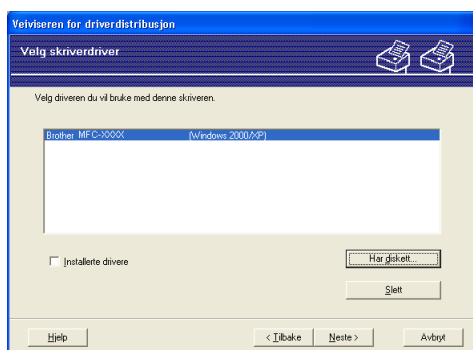 Veiviseren for driverdistribusjon
Velg skriverdriver
Velg driveren du vil bruke med denne skriveren.
Brother MFC-XXXX (Windows 2000/XP)
Installerte drivere
Har diskett...
Slett
Hjelp
< Tilbake
Neste >
Avbryt